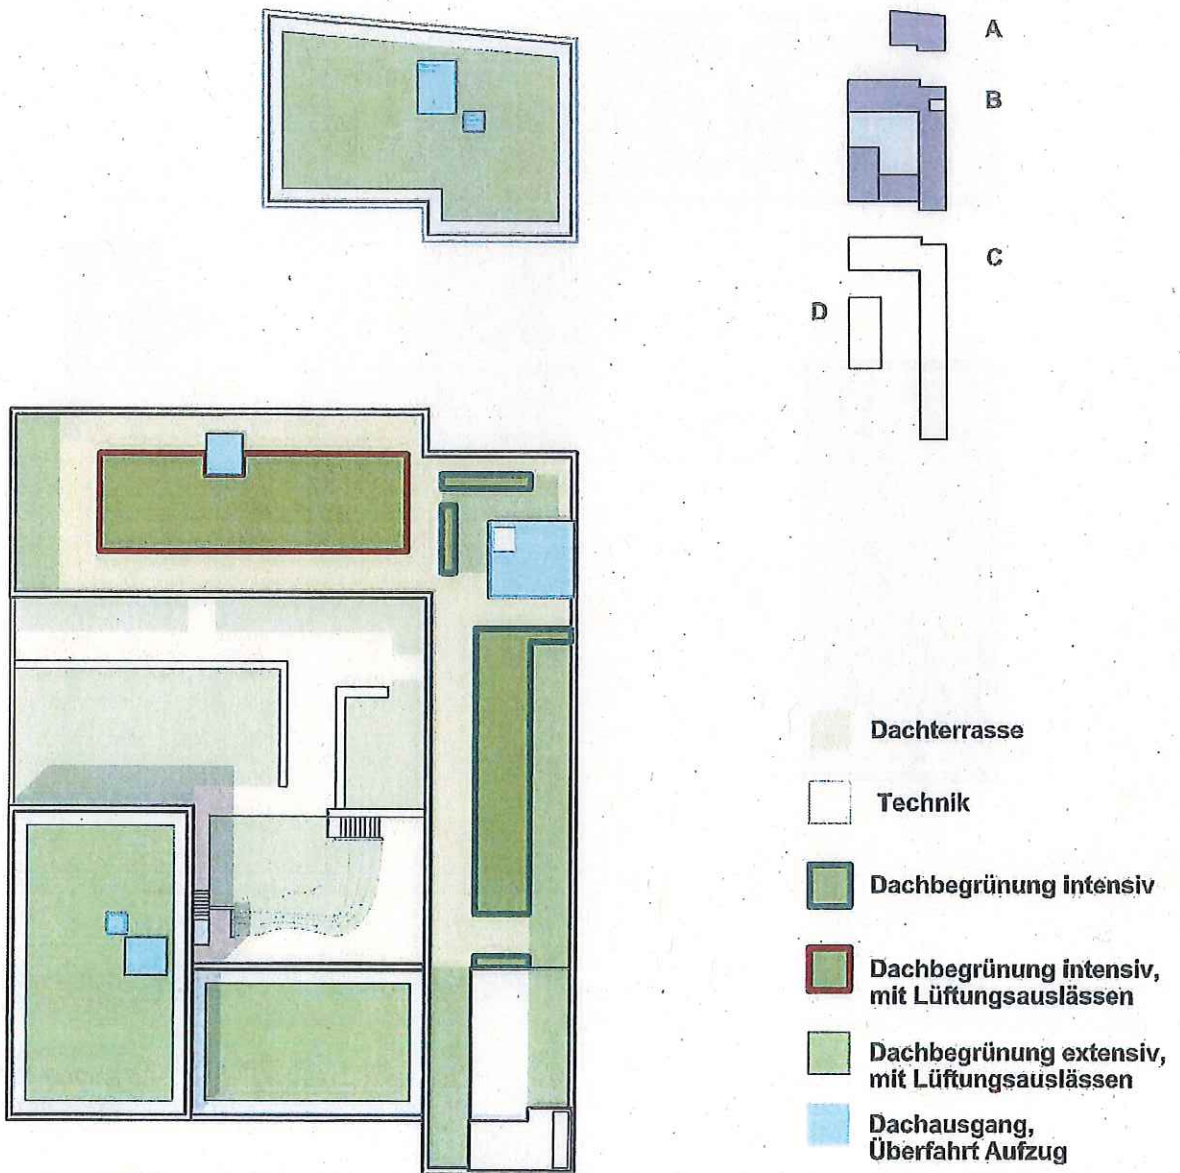 A
B
C
D
Dachterrasse
Technik
Dachbegrünung intensiv
Dachbegrünung intensiv,
mit Lüftungsauslässen
Dachbegrünung extensiv,
mit Lüftungsauslässen
Dachausgang,
Überfahrt Aufzug